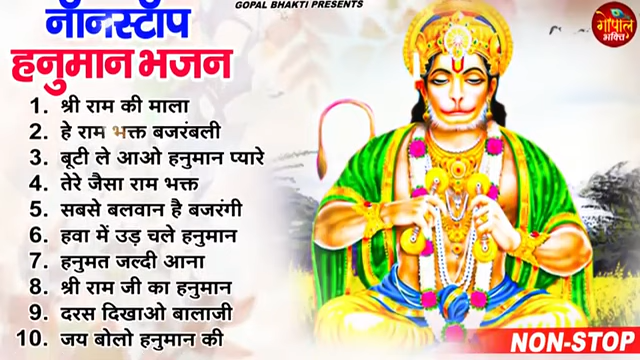 GOPAL BHAKTI PRESENTS
गोपाल
भक्ति
नॉनस्टॉप
हनुमान भजन
1. श्री राम की माला
2. हे राम भक्त बजरंबली
3. बूटी ले आओ हनुमान प्यारे
4. तेरे जैसा राम भक्त
5. सबसे बलवान है बजरंगी
6. हवा में उड़ चले हनुमान
7. हनुमत जल्दी आना
8. श्री राम जी का हनुमान
9. दरस दिखाओ बालाजी
10. जय बोलो हनुमान की
NON-STOP